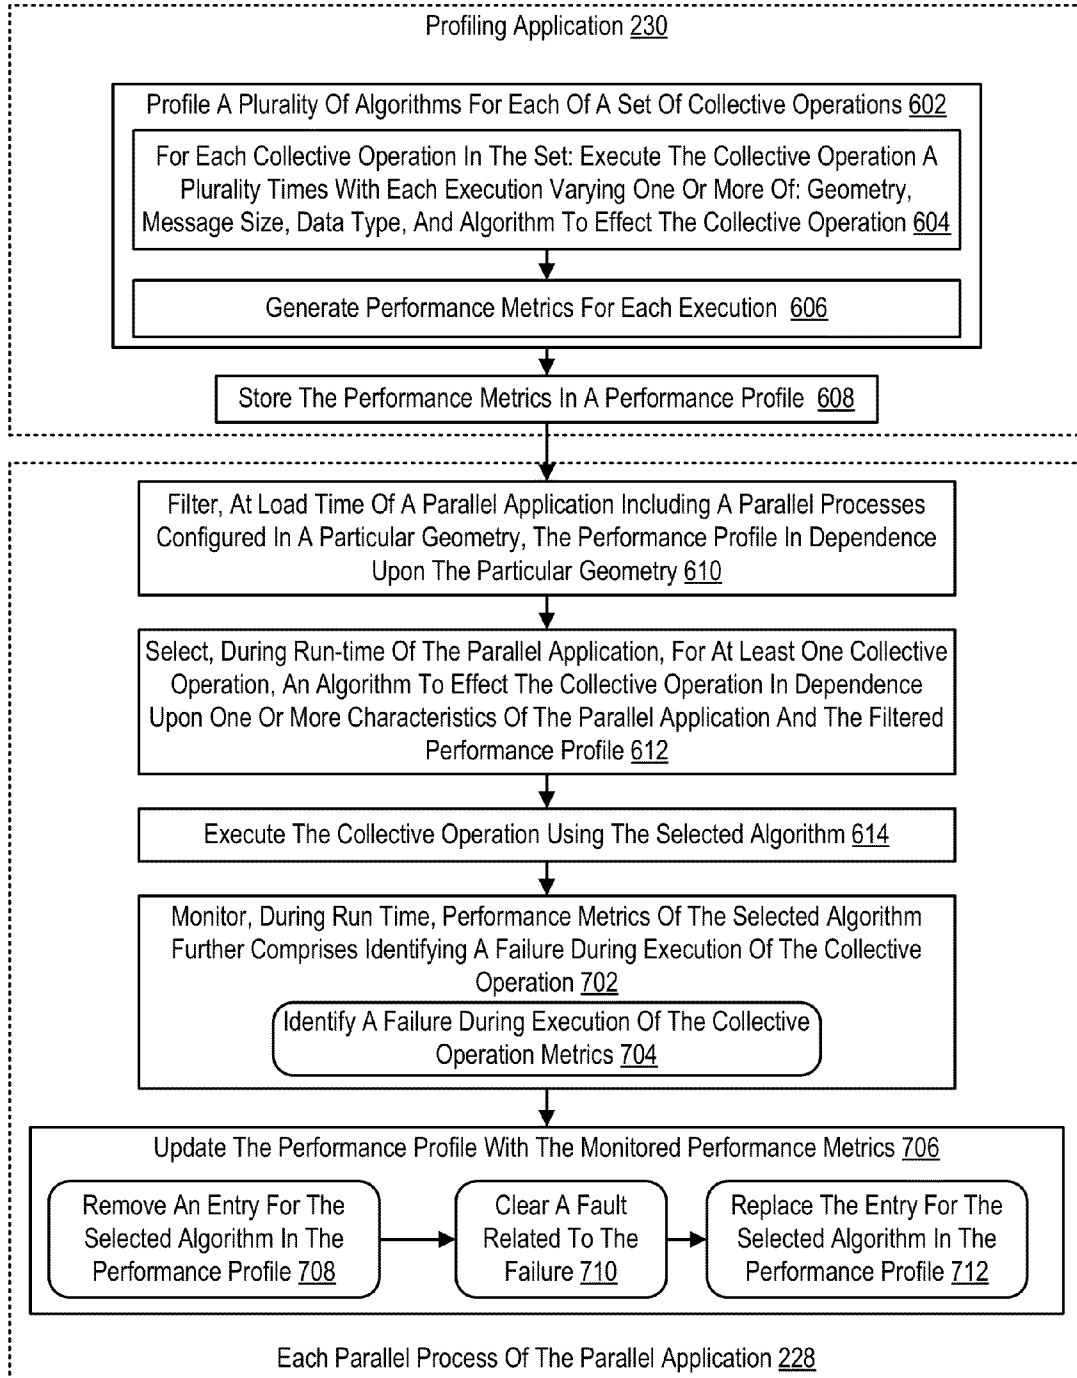 Profiling Application 230
Profile A Plurality Of Algorithms For Each Of A Set Of Collective Operations 602
For Each Collective Operation In The Set: Execute The Collective Operation A
Plurality Times With Each Execution Varying One Or More Of: Geometry,
Message Size, Data Type, And Algorithm To Effect The Collective Operation 604
Generate Performance Metrics For Each Execution 606
Store The Performance Metrics In A Performance Profile 608
Filter, At Load Time Of A Parallel Application Including A Parallel Processes
Configured In A Particular Geometry, The Performance Profile In Dependence
Upon The Particular Geometry 610
Select, During Run-time Of The Parallel Application, For At Least One Collective
Operation, An Algorithm To Effect The Collective Operation In Dependence
Upon One Or More Characteristics Of The Parallel Application And The Filtered
Performance Profile 612
Execute The Collective Operation Using The Selected Algorithm 614
Monitor, During Run Time, Performance Metrics Of The Selected Algorithm
Further Comprises Identifying A Failure During Execution Of The Collective
Operation 702
Identify A Failure During Execution Of The Collective
Operation Metrics 704
Update The Performance Profile With The Monitored Performance Metrics 706
Remove An Entry For The
Selected Algorithm In The
Performance Profile 708
Clear A Fault
Related To The
Failure 710
Replace The Entry For The
Selected Algorithm In The
Performance Profile 712
Each Parallel Process Of The Parallel Application 228